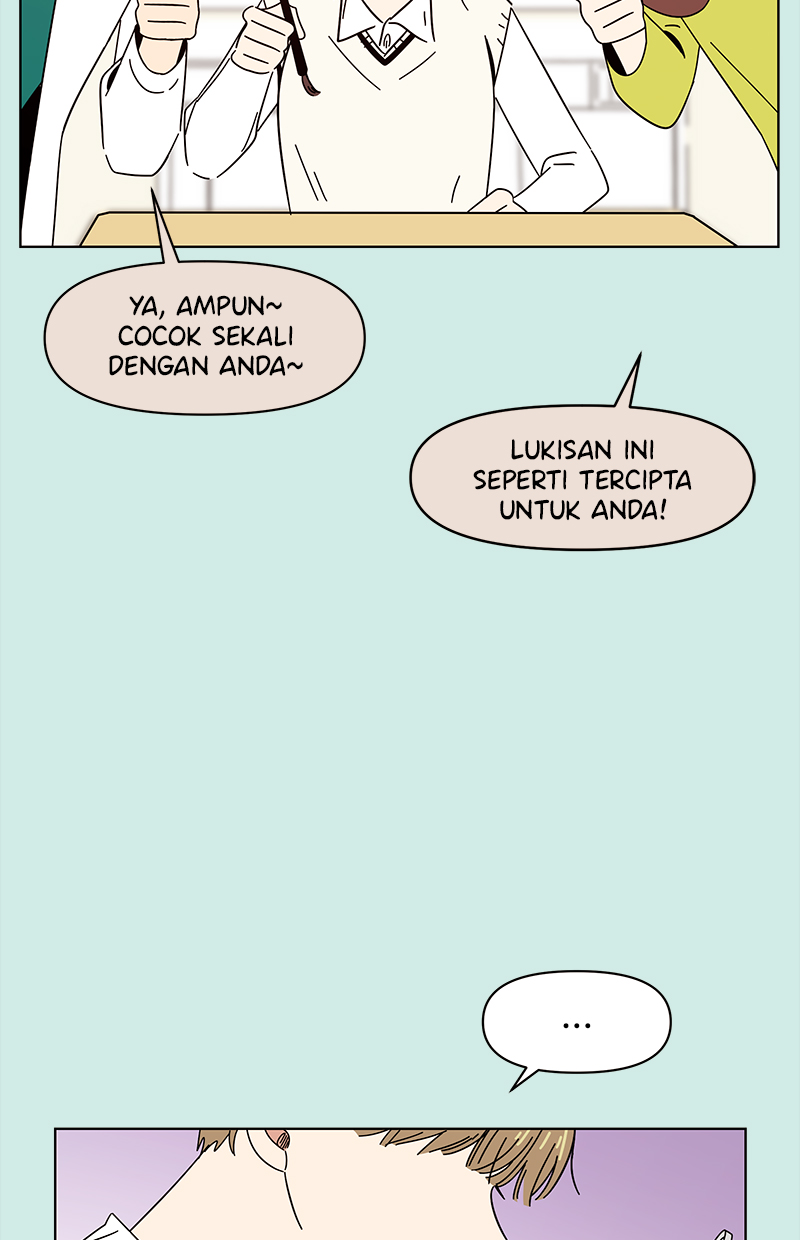 YA, AMPUN~
COCOK SEKALI
DENGAN ANDA~
LUKISAN INI
SEPERTI TERCIPTA
UNTUK ANDA!
...